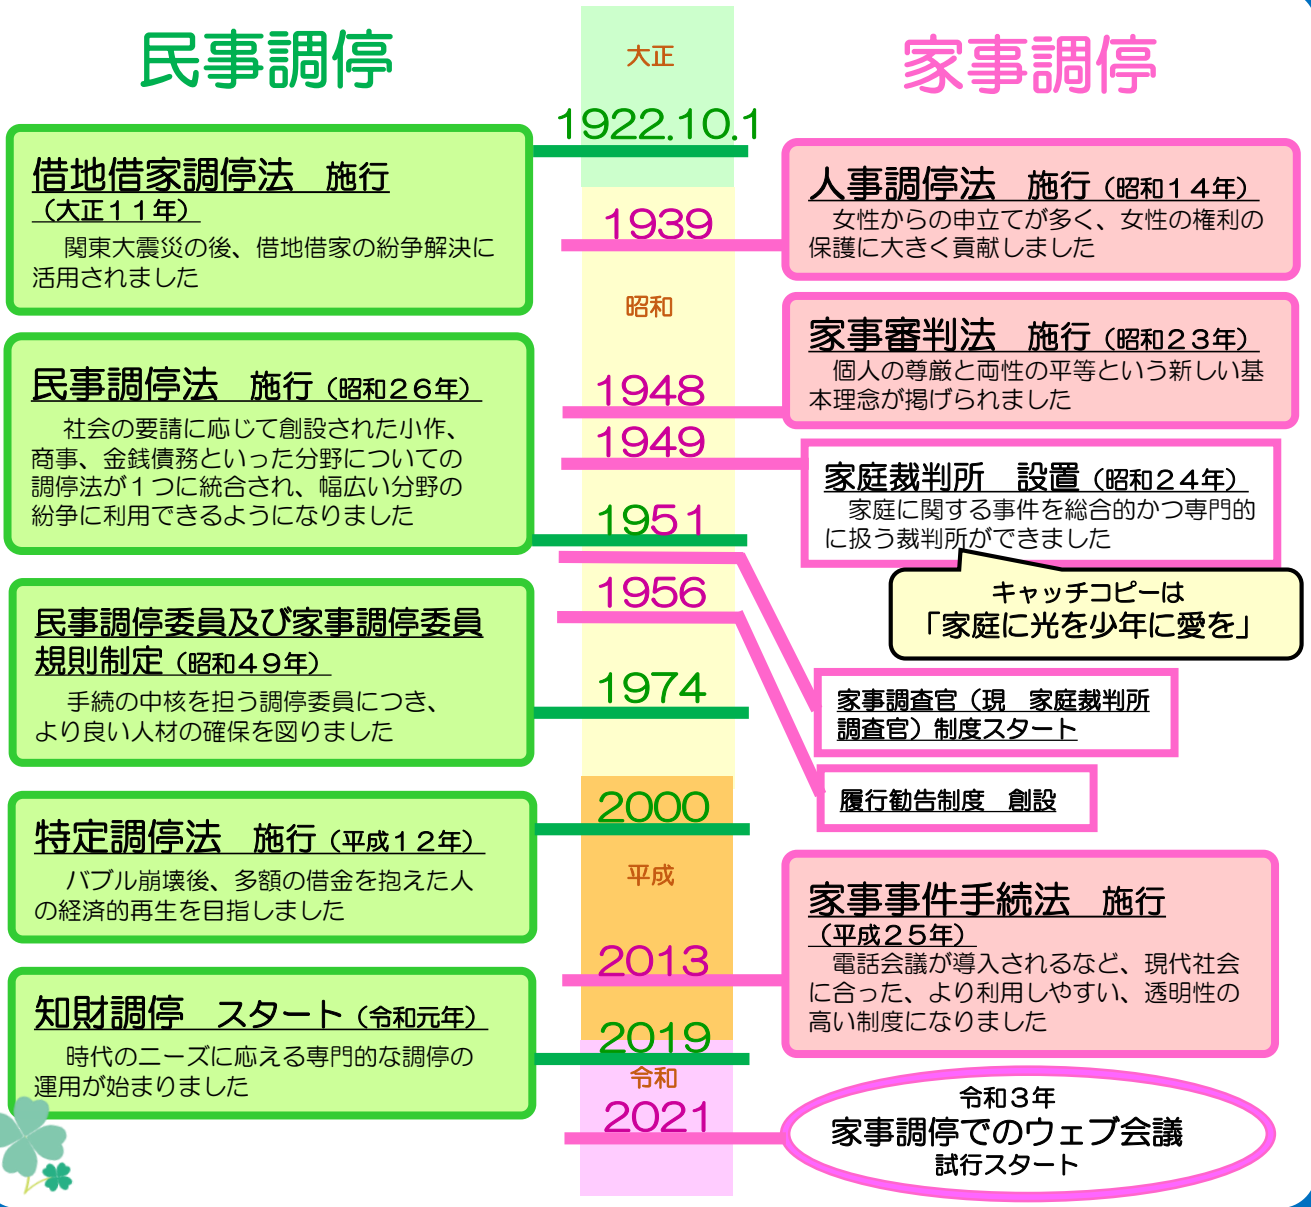 民事調停
借地借家調停法　施行
（大正１１年）
関東大震災の後、借地借家の紛争解決に
活用されました
民事調停法　施行（昭和２６年）
社会の要請に応じて創設された小作、
商事、金銭債務といった分野についての
調停法が１つに統合され、幅広い分野の
紛争に利用できるようになりました
民事調停委員及び家事調停委員
規則制定（昭和４９年）
手続の中核を担う調停委員につき、
より良い人材の確保を図りました
特定調停法　施行（平成１２年）
バブル崩壊後、多額の借金を抱えた人
の経済的再生を目指しました
知財調停　スタート（令和元年）
時代のニーズに応える専門的な調停の
運用が始まりました
大正
1922.10.1
1939
昭和
1948
1949
1951
1956
1974
2000
平成
2013
2019
令和
2021
家事調停
人事調停法　施行（昭和１４年）
女性からの申立てが多く、女性の権利の
保護に大きく貢献しました
家事審判法　施行（昭和２３年）
個人の尊厳と両性の平等という新しい基
本理念が掲げられました
家庭裁判所　設置（昭和２４年）
家庭に関する事件を総合的かつ専門的
に扱う裁判所ができました
キャッチコピーは
「家庭に光を少年に愛を」
家事調査官（現　家庭裁判所
調査官）制度スタート
履行勧告制度　創設
家事事件手続法　施行
（平成２５年）
電話会議が導入されるなど、現代社会
に合った、より利用しやすい、透明性の
高い制度になりました
令和３年
家事調停でのウェブ会議
試行スタート